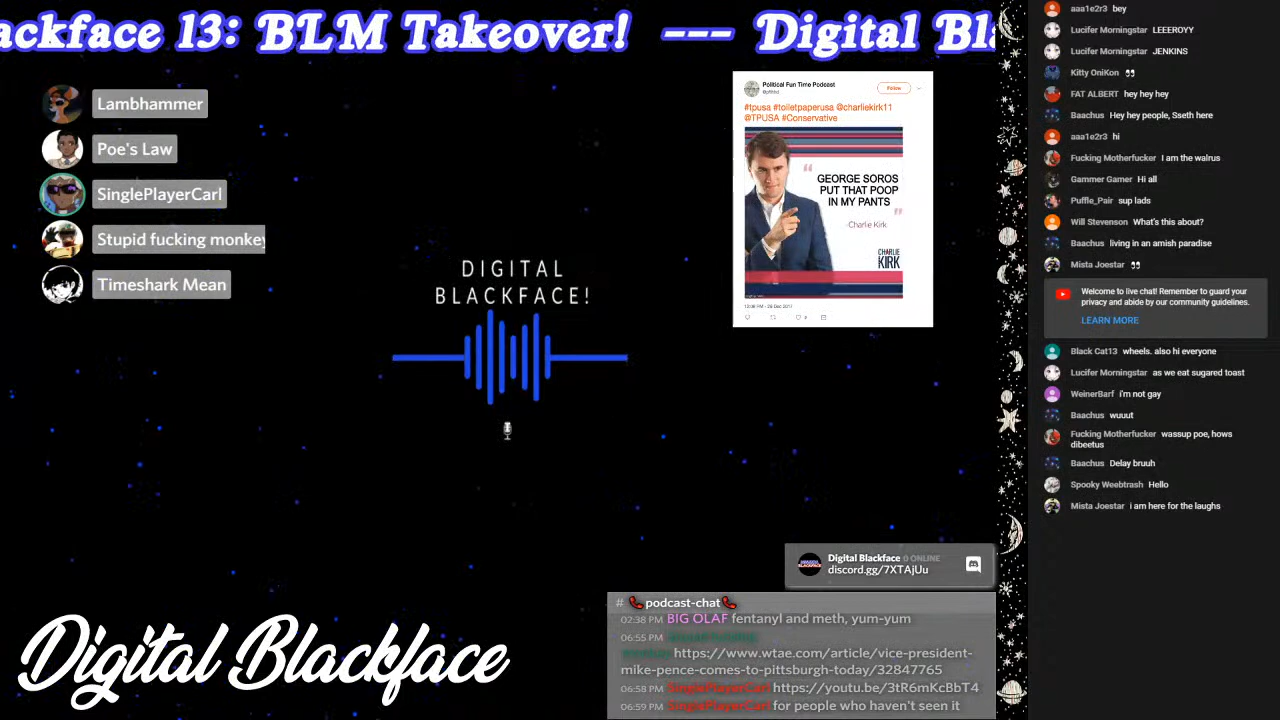 ackface 13: BLM Takeover! --- Digital Bla
Lambhammer
Poe's Law
SinglePlayerCarl
Stupid fucking monkey
Timeshark Mean
DIGITAL
BLACKFACE!
Political Fun Time Podcast
Follow
#tpusa #toiletpaperusa @charliekirk11
@TPUSA #Conservative
"GEORGE SOROS
PUT THAT POOP
IN MY PANTS"
-Charlie Kirk
CHARLIE
KIRK
Digital Blackface 0 ONLINE
discord.gg/7XTAjUu
# podcast-chat
02:38 PM BIG OLAF fentanyl and meth, yum-yum
06:55 PM
https://www.wtae.com/article/vice-president-
mike-pence-comes-to-pittsburgh-today/32847765
06:58 PM SinglePlayerCarl https://youtu.be/3tR6mKcBbT4
06:59 PM SinglePlayerCarl for people who haven't seen it
Digital Blackface
aaa1e2r3 bey
Lucifer Morningstar LEEEROYY
Lucifer Morningstar JENKINS
Kitty OniKon 👀
FAT ALBERT hey hey hey
Baachus Hey hey people, Sseth here
aaa1e2r3 hi
Fucking Motherfucker I am the walrus
Gammer Gamer Hi all
Puffle_Pair sup lads
Will Stevenson What's this about?
Baachus living in an amish paradise
Mista Joestar 👀
Welcome to live chat! Remember to guard your
privacy and abide by our community guidelines.
LEARN MORE
Black Cat13 wheels. also hi everyone
Lucifer Morningstar as we eat sugared toast
WeinerBarf i'm not gay
Baachus wuuut
Fucking Motherfucker wassup poe, hows
dibeetus
Baachus Delay bruuh
Spooky Weebtrash Hello
Mista Joestar i am here for the laughs